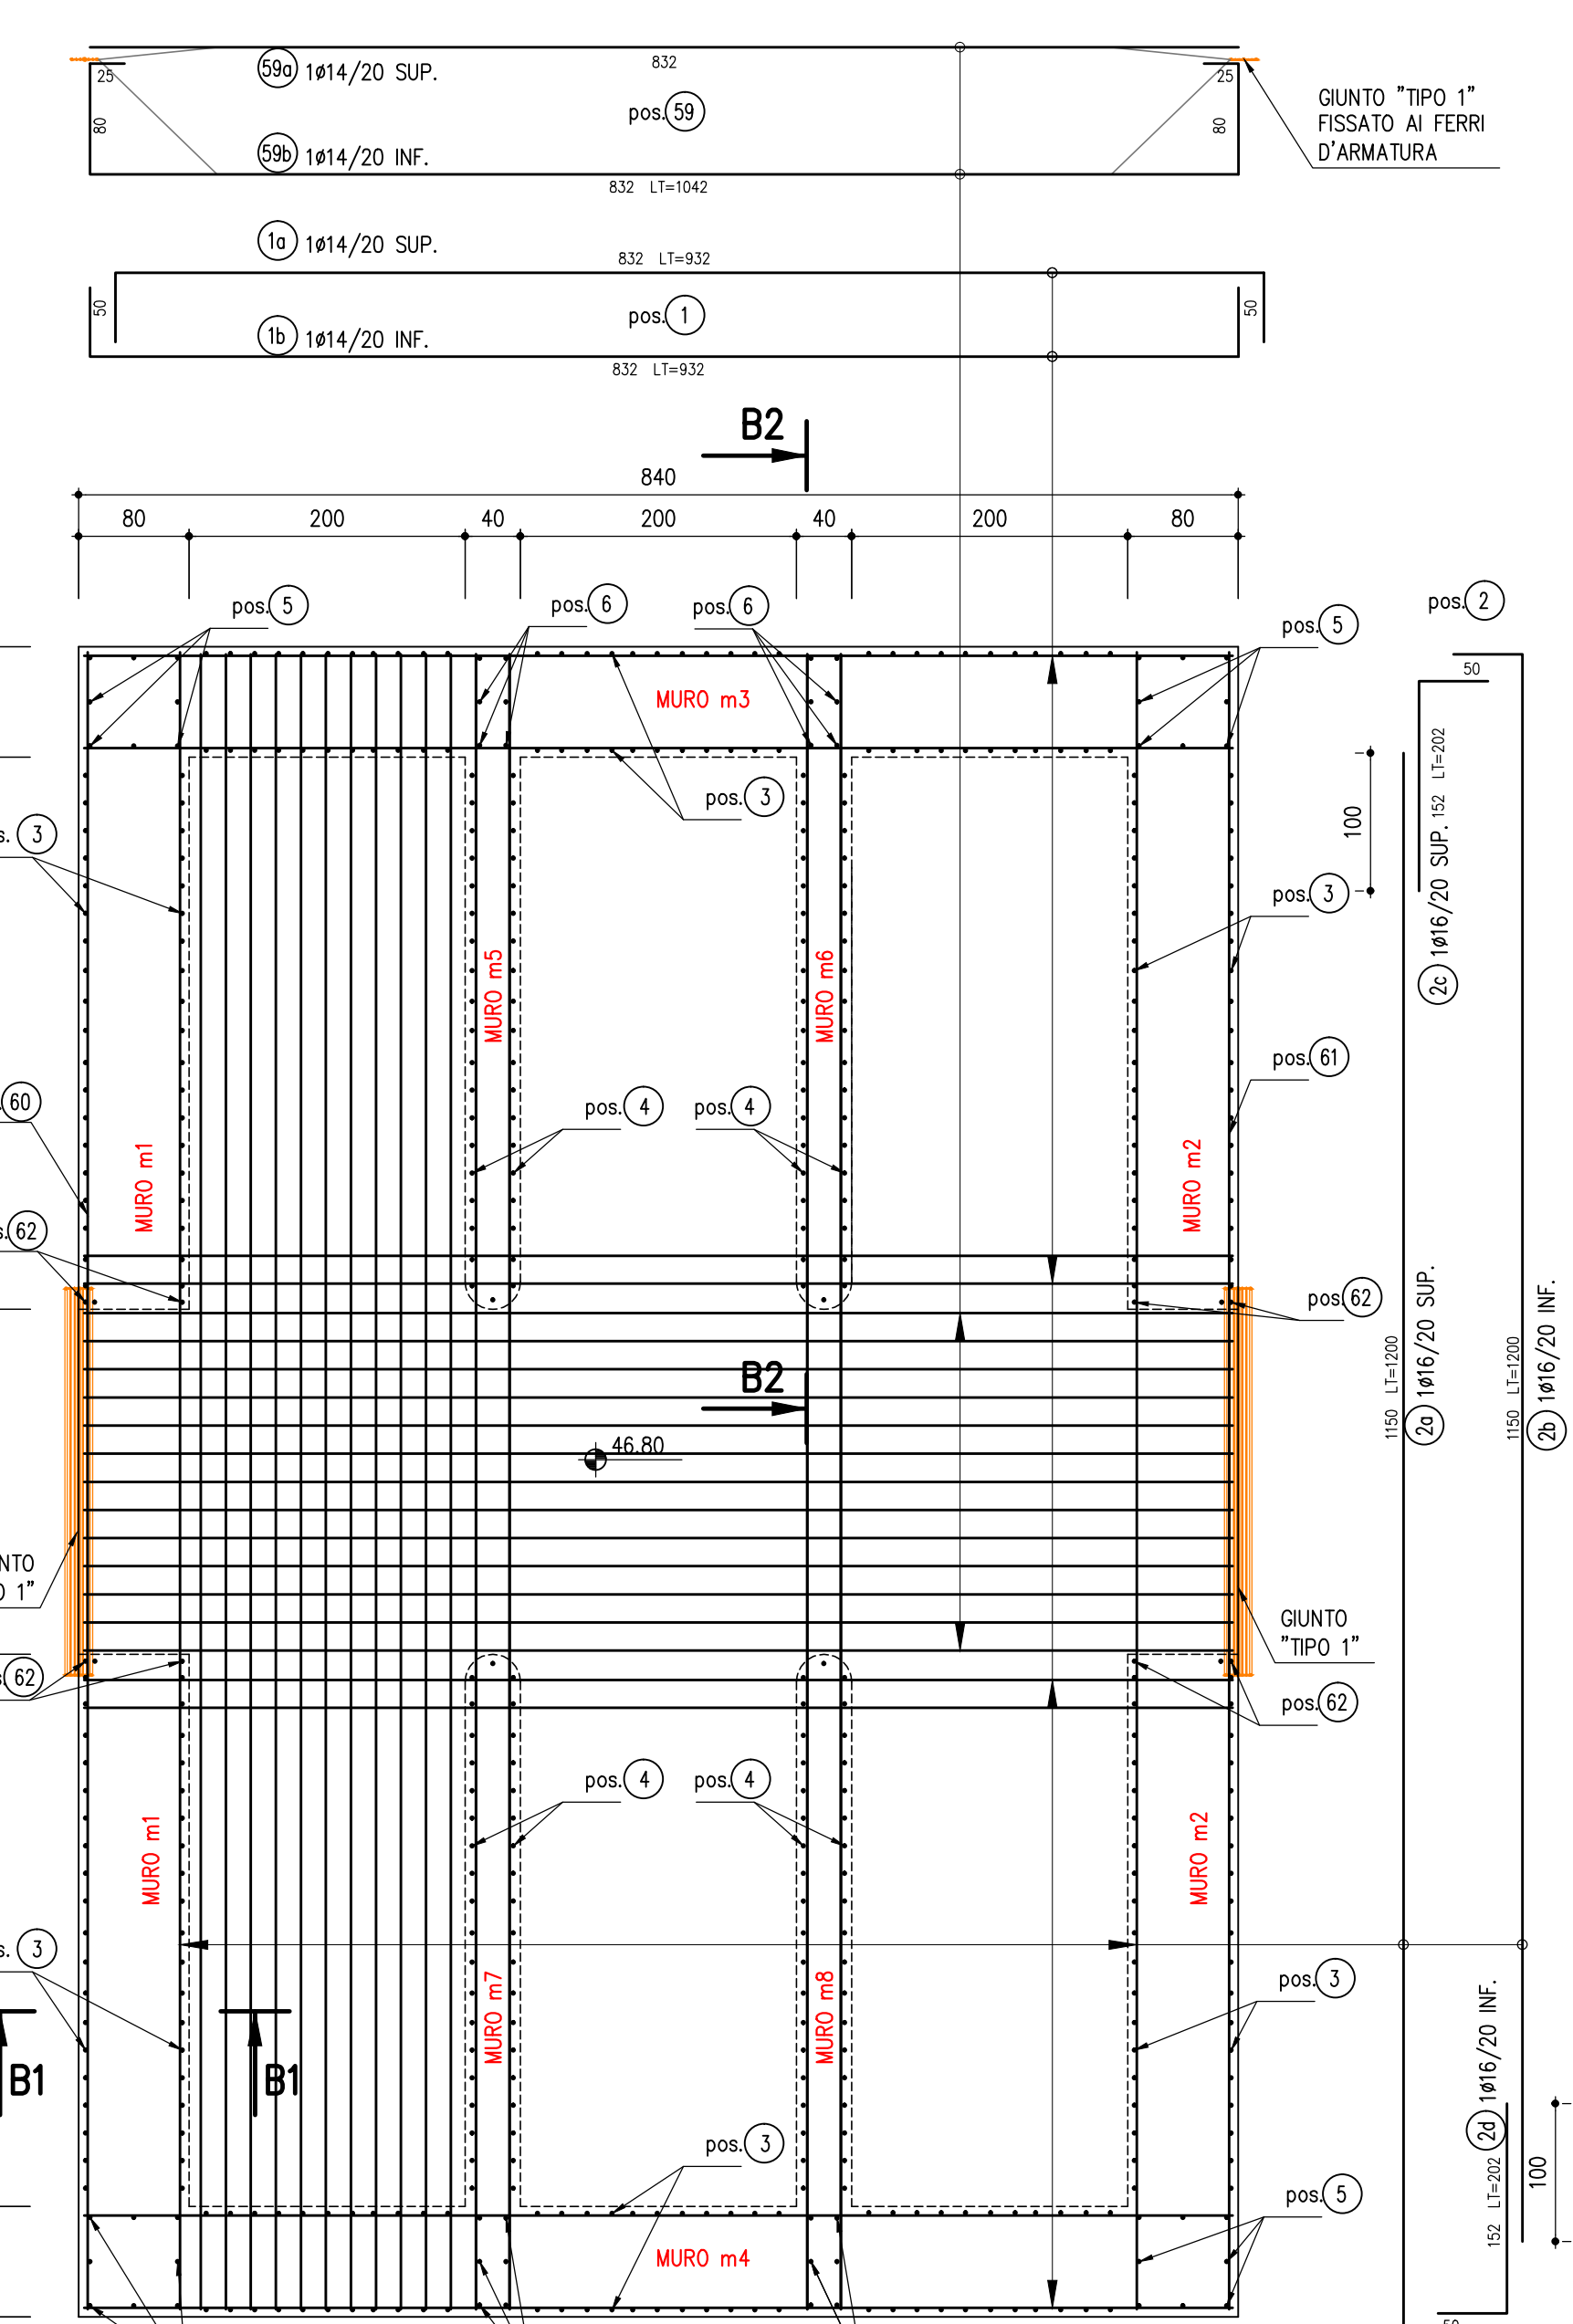 59a 1ø14/20 SUP.
832
25
25
80
80
pos. 59
59b 1ø14/20 INF.
832 LT=1042
GIUNTO "TIPO 1"
FISSATO AI FERRI
D'ARMATURA
1a 1ø14/20 SUP.
832 LT=932
50
50
pos. 1
1b 1ø14/20 INF.
832 LT=932
B2
840
80 200 40 200 40 200 80
pos. 5
pos. 6
pos. 6
pos. 5
pos. 2
50
MURO m3
pos. 3
s. 3
100
2c 1ø16/20 SUP. 152 LT=202
pos. 3
MURO m5
MURO m6
pos. 61
.60
pos. 4
pos. 4
MURO m1
MURO m2
s. 62
pos. 62
1150 LT=1200
2a 1ø16/20 SUP.
1150 LT=1200
2b 1ø16/20 INF.
B2
46.80
NTO
O 1"
GIUNTO
"TIPO 1"
s. 62
pos. 62
pos. 4
pos. 4
MURO m1
MURO m2
s. 3
pos. 3
MURO m7
MURO m8
B1
B1
2d 1ø16/20 INF.
152 LT=202
100
pos. 3
pos. 5
MURO m4